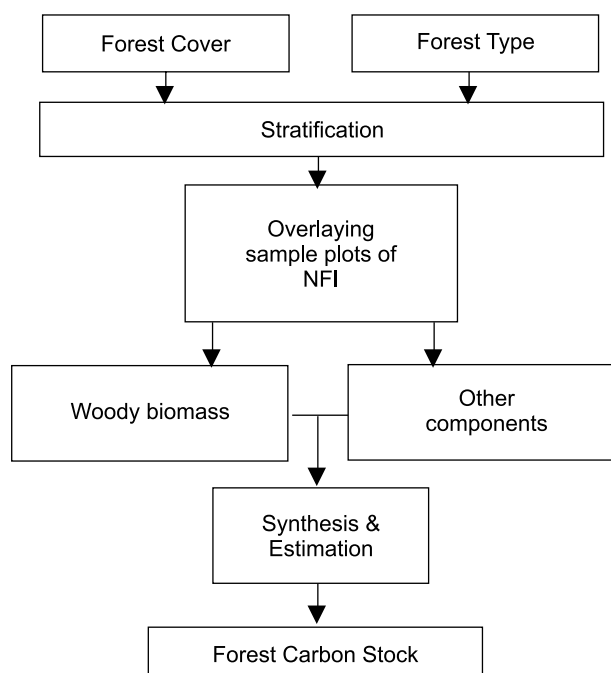 Forest Cover
Forest Type
Stratification
Overlaying
sample plots of
NFI
Woody biomass
Other
components
Synthesis &
Estimation
Forest Carbon Stock